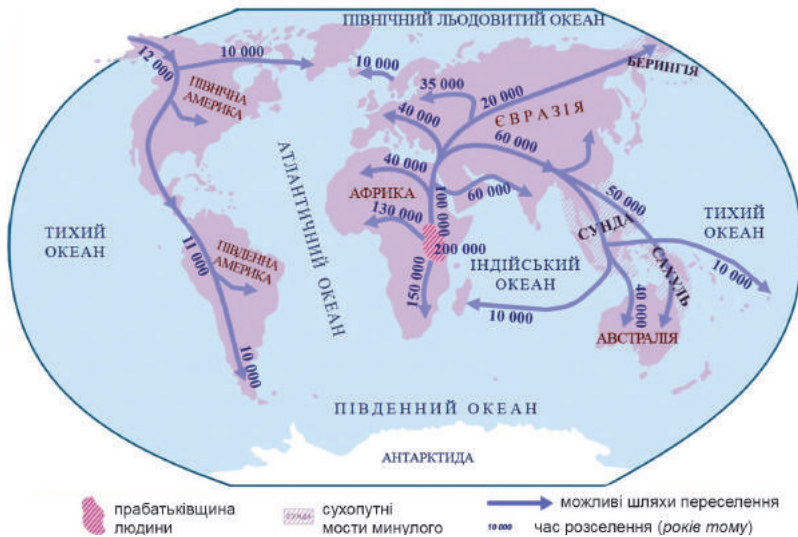 ПІВНІЧНИЙ ЛЬОДОВИТИЙ ОКЕАН
12 000
10 000
10 000
35 000
20 000
БЕРИНГІЯ
ПІВНІЧНА
АМЕРИКА
40 000
ЄВРАЗІЯ
60 000
АТЛАНТИЧНИЙ ОКЕАН
40 000
АФРИКА
100 000
60 000
50 000
130 000
200 000
ТИХИЙ
ОКЕАН
СУНДА
ТИХИЙ
ОКЕАН
11 000
ПІВДЕННА
АМЕРИКА
150 000
ІНДІЙСЬКИЙ
ОКЕАН
САХУЛЬ
10 000
10 000
40 000
АВСТРАЛІЯ
10 000
ПІВДЕННИЙ ОКЕАН
АНТАРКТИДА
прабатьківщина
людини
СУНДА
сухопутні
мости минулого
можливі шляхи переселення
10 000
час розселення (років тому)